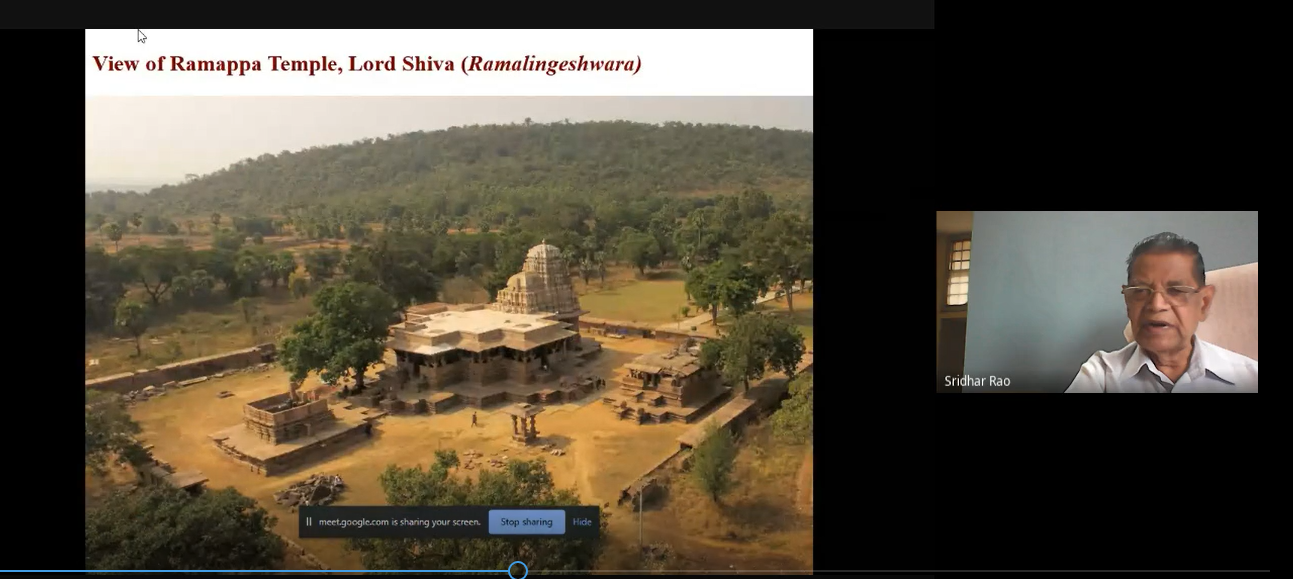 View of Ramappa Temple, Lord Shiva (Ramalingeshwara)
meet.google.com is sharing your screen. Stop sharing Hide
Sridhar Rao